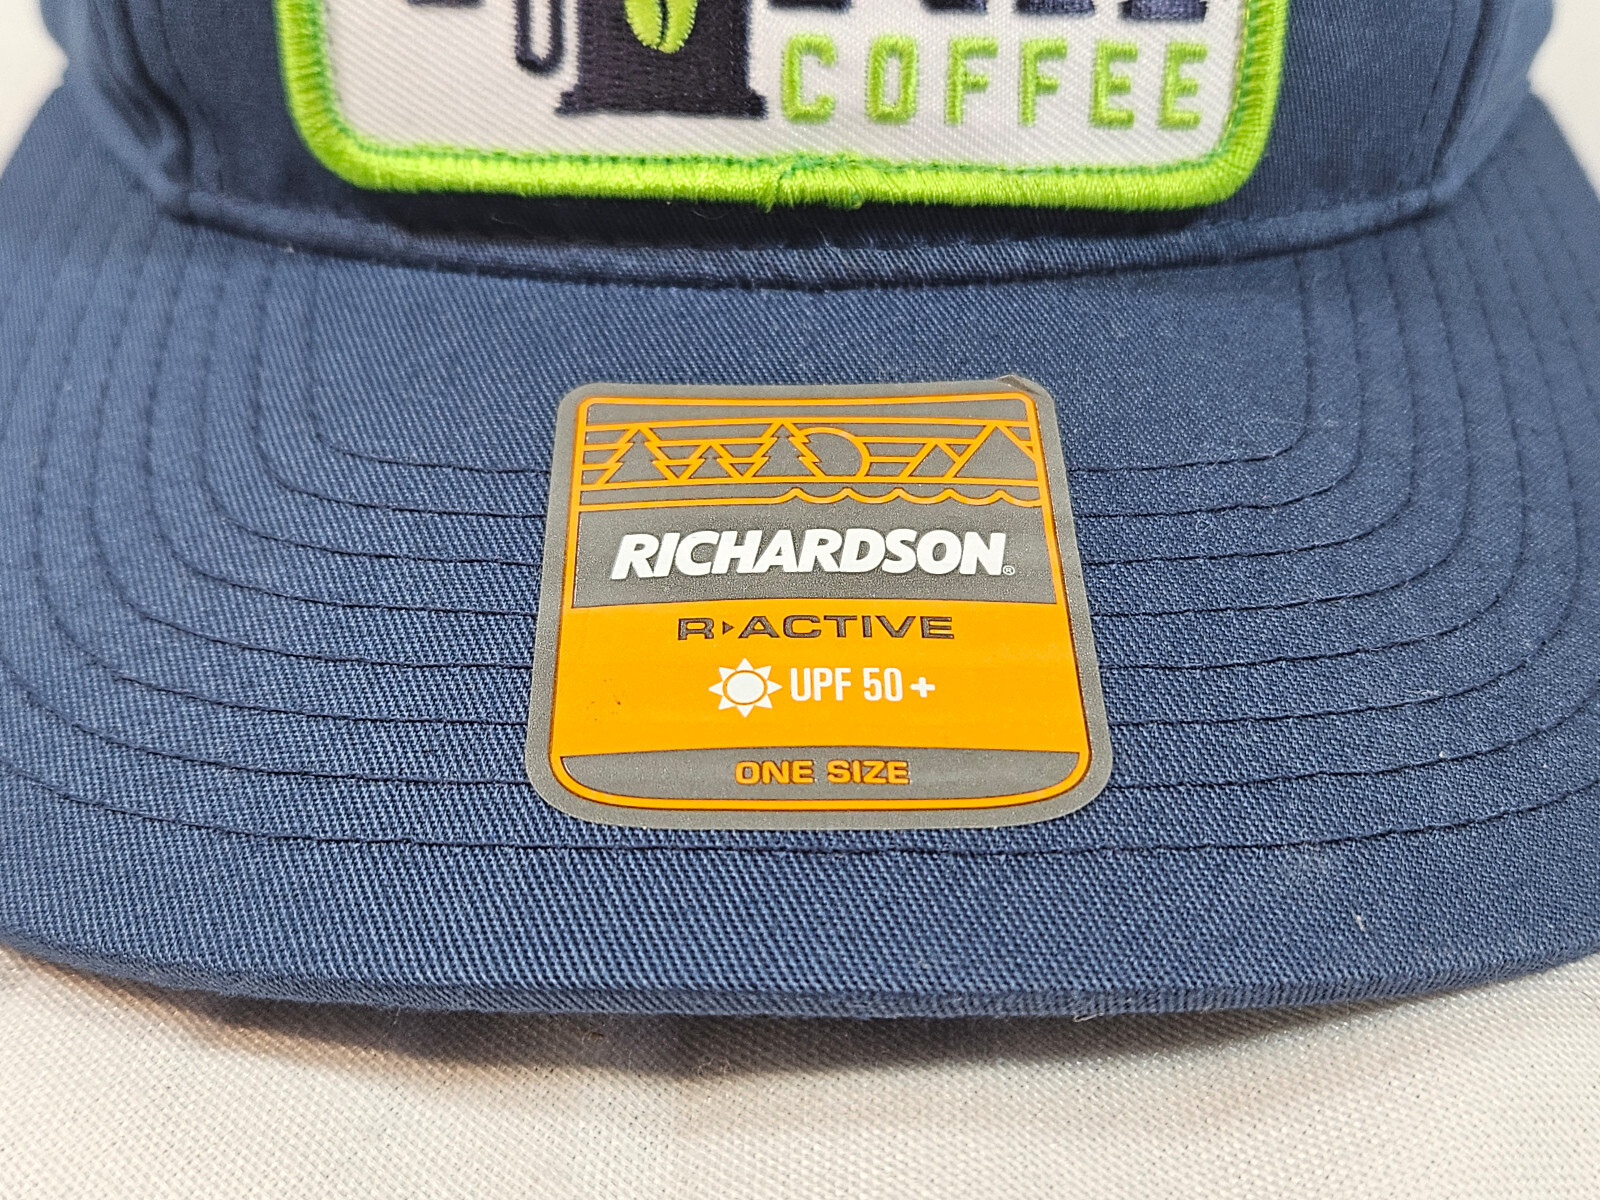 COFFEE
RICHARDSON®
R▸ACTIVE
UPF 50+
ONE SIZE